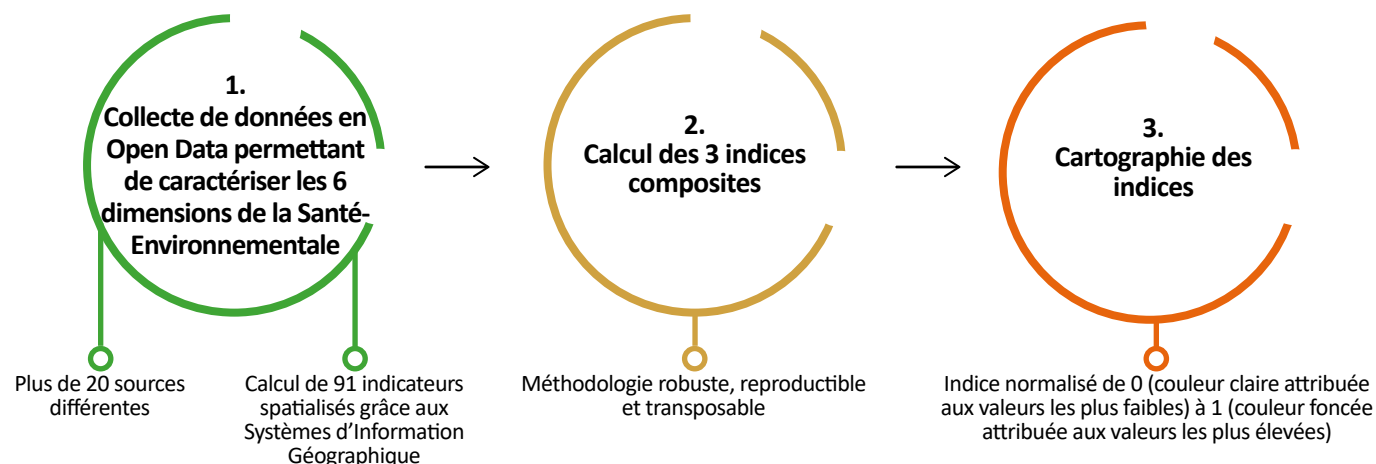 1.
Collecte de données en
Open Data permettant
de caractériser les 6
dimensions de la Santé-
Environnementale
Plus de 20 sources
différentes
Calcul de 91 indicateurs
spatialisés grâce aux
Systèmes d’Information
Géographique
2.
Calcul des 3 indices
composites
Méthodologie robuste, reproductible
et transposable
3.
Cartographie des
indices
Indice normalisé de 0 (couleur claire attribuée
aux valeurs les plus faibles) à 1 (couleur foncée
attribuée aux valeurs les plus élevées)